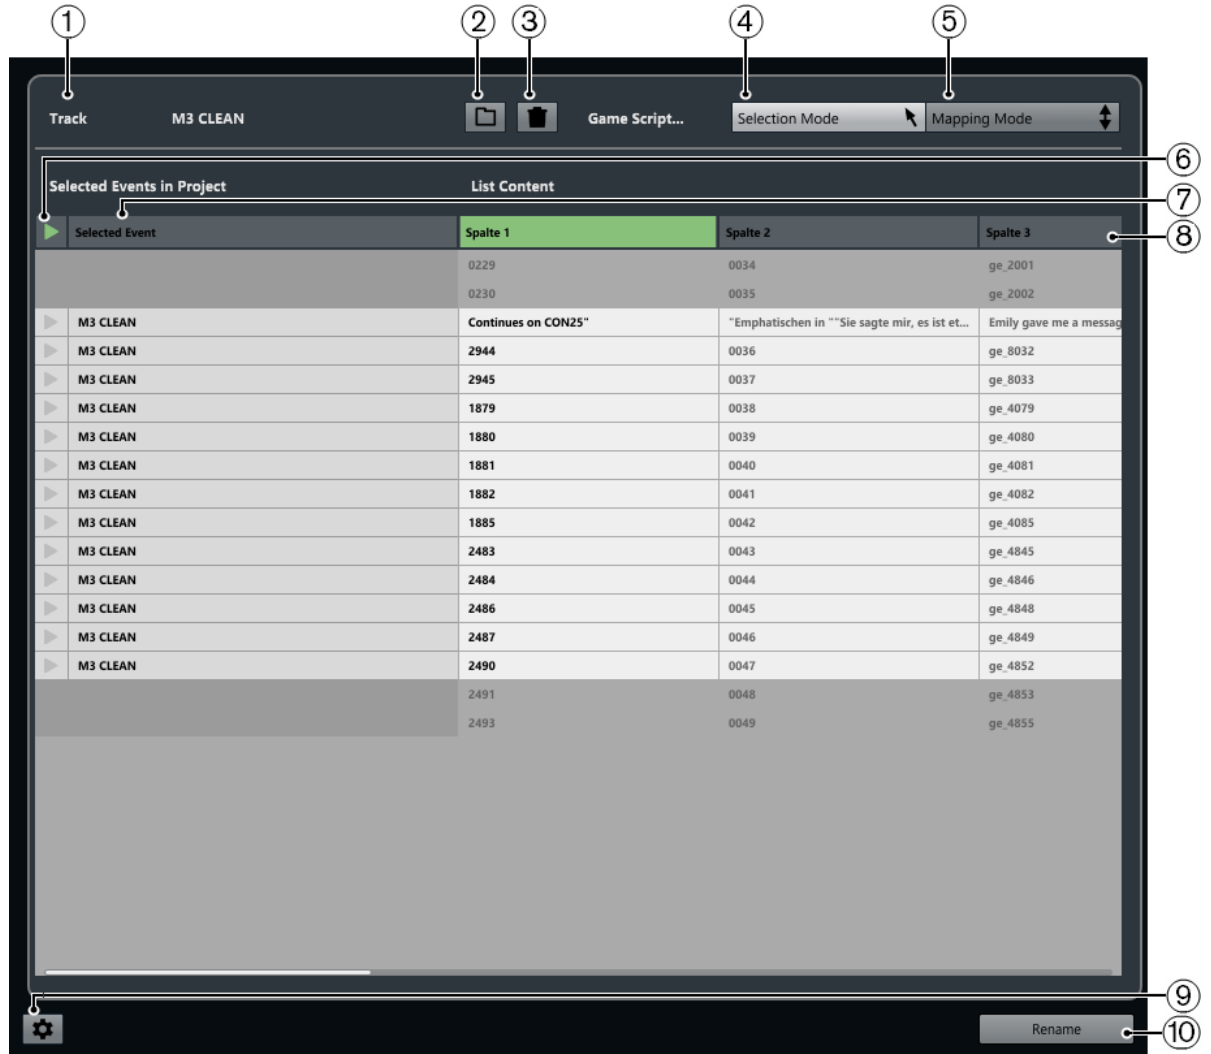 1 2 3 4 5
Track M3 CLEAN Game Script... Selection Mode Mapping Mode
6
Selected Events in Project List Content
7
Selected Event Spalte 1 Spalte 2 Spalte 3
8
0229 0034 ge_2001
0230 0035 ge_2002
M3 CLEAN Continues on CON25" "Emphatischen in ""Sie sagte mir, es ist et... Emily gave me a messag
M3 CLEAN 2944 0036 ge_8032
M3 CLEAN 2945 0037 ge_8033
M3 CLEAN 1879 0038 ge_4079
M3 CLEAN 1880 0039 ge_4080
M3 CLEAN 1881 0040 ge_4081
M3 CLEAN 1882 0041 ge_4082
M3 CLEAN 1885 0042 ge_4085
M3 CLEAN 2483 0043 ge_4845
M3 CLEAN 2484 0044 ge_4846
M3 CLEAN 2486 0045 ge_4848
M3 CLEAN 2487 0046 ge_4849
M3 CLEAN 2490 0047 ge_4852
2491 0048 ge_4853
2493 0049 ge_4855
9
Rename 10